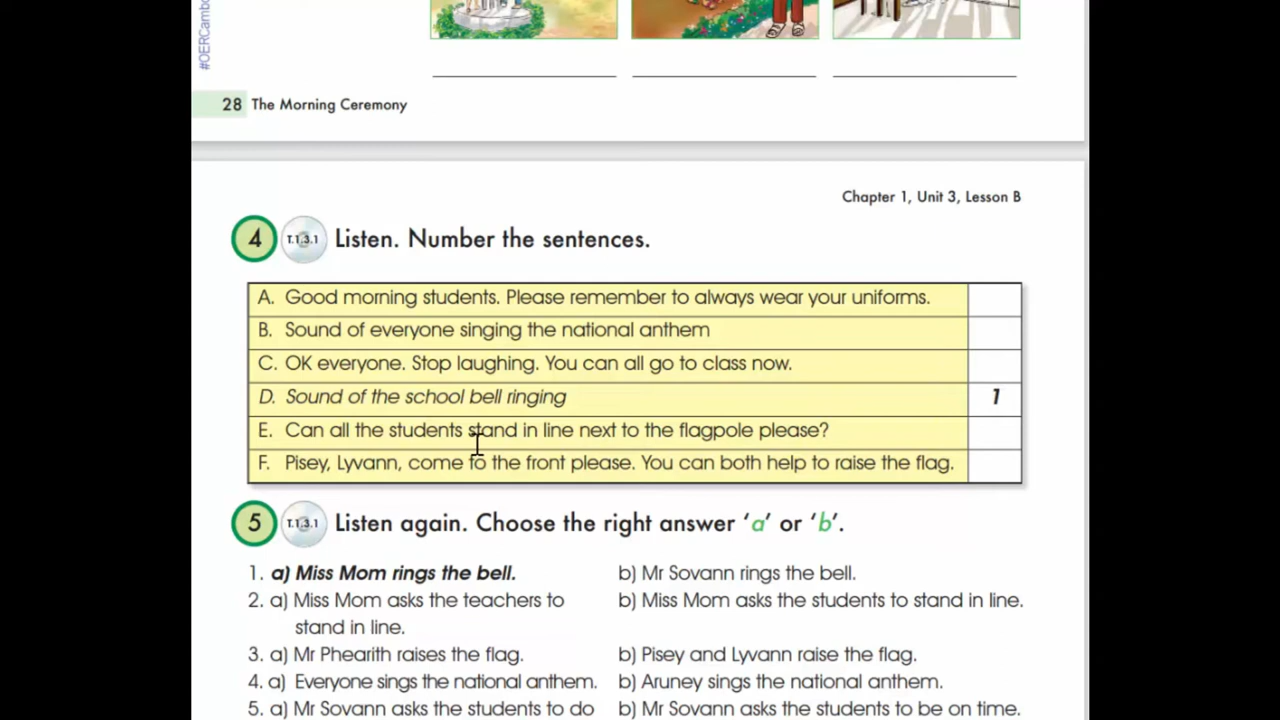 #OERCambo
28 The Morning Ceremony
Chapter 1, Unit 3, Lesson B
4 T.1.3.1 Listen. Number the sentences.
A. Good morning students. Please remember to always wear your uniforms.
B. Sound of everyone singing the national anthem
C. OK everyone. Stop laughing. You can all go to class now.
D. Sound of the school bell ringing 1
E. Can all the students stand in line next to the flagpole please?
F. Pisey, Lyvann, come to the front please. You can both help to raise the flag.
5 T.1.3.1 Listen again. Choose the right answer ‘a’ or ‘b’.
1. a) Miss Mom rings the bell. b) Mr Sovann rings the bell.
2. a) Miss Mom asks the teachers to b) Miss Mom asks the students to stand in line.
stand in line.
3. a) Mr Phearith raises the flag. b) Pisey and Lyvann raise the flag.
4. a) Everyone sings the national anthem. b) Aruney sings the national anthem.
5. a) Mr Sovann asks the students to do b) Mr Sovann asks the students to be on time.